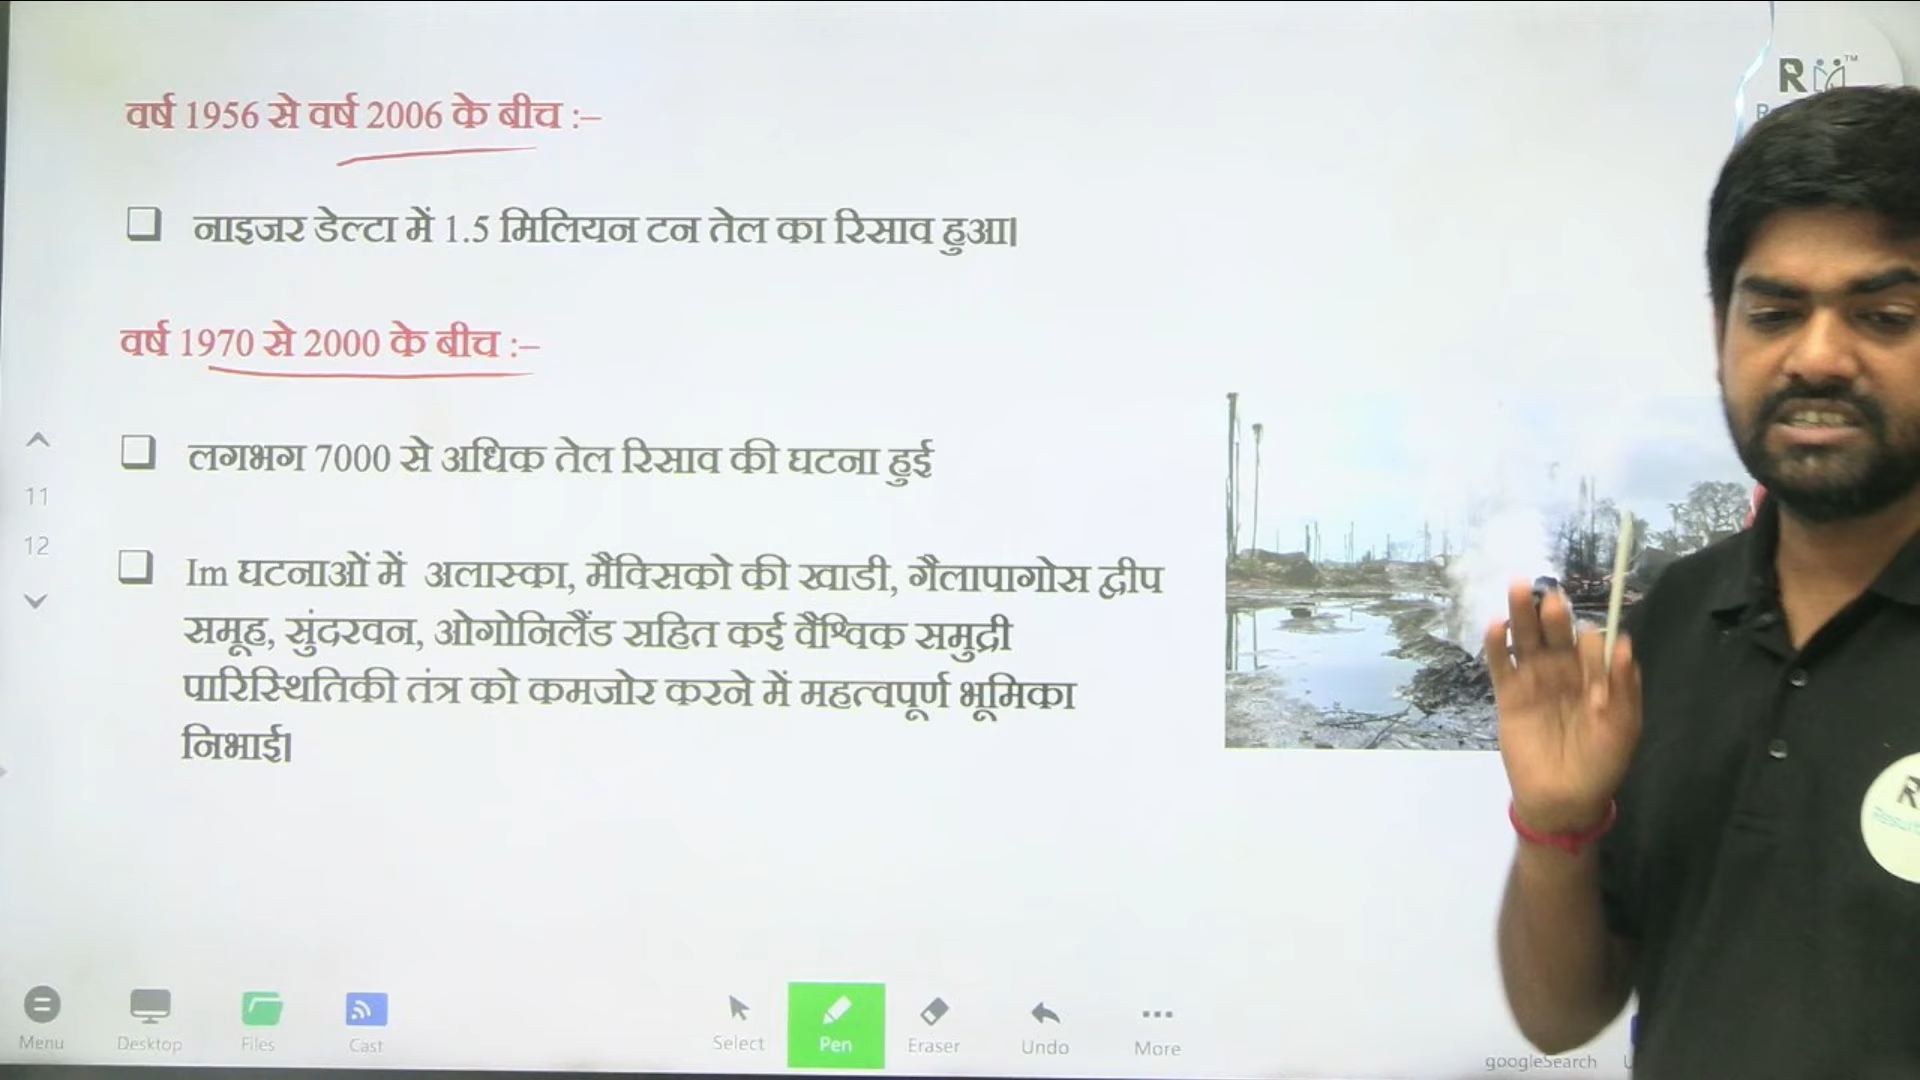 वर्ष 1956 से वर्ष 2006 के बीच :–
नाइजर डेल्टा में 1.5 मिलियन टन तेल का रिसाव हुआ।
वर्ष 1970 से 2000 के बीच :–
लगभग 7000 से अधिक तेल रिसाव की घटना हुई
Im घटनाओं में अलास्का, मैक्सिको की खाडी, गैलापागोस द्वीप
समूह, सुंदरवन, ओगोनिलैंड सहित कई वैश्विक समुद्री
पारिस्थितिकी तंत्र को कमजोर करने में महत्वपूर्ण भूमिका
निभाई।
11
12
Menu Desktop Files Cast Select Pen Eraser Undo More googleSearch